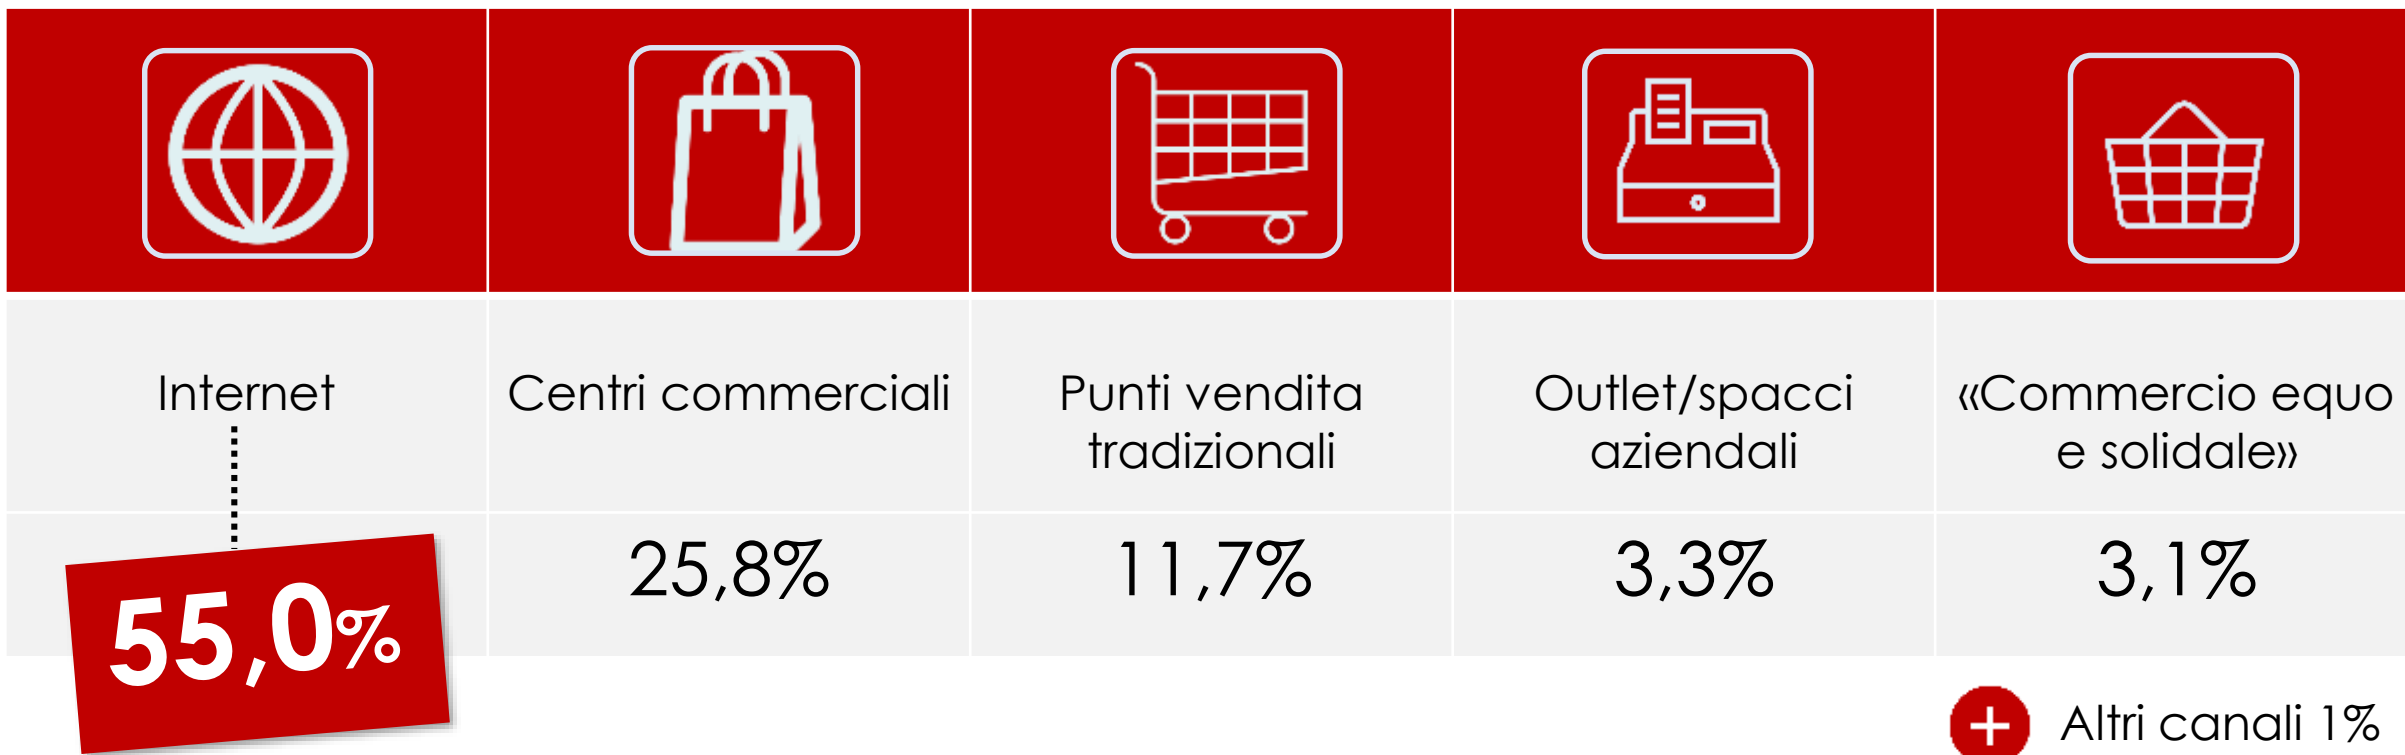 Internet
Centri commerciali
Punti vendita
tradizionali
Outlet/spacci
aziendali
«Commercio equo
e solidale»
55,0%
25,8%
11,7%
3,3%
3,1%
+ Altri canali 1%